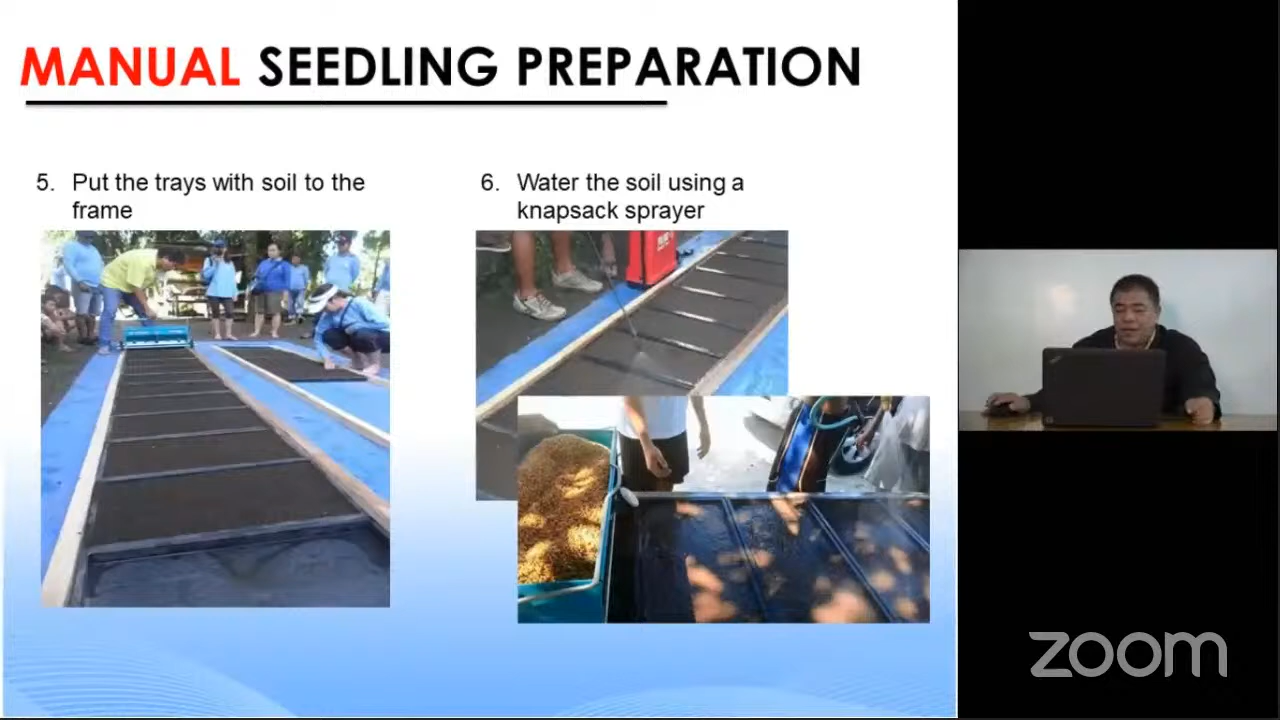 MANUAL SEEDLING PREPARATION
5. Put the trays with soil to the
frame
6. Water the soil using a
knapsack sprayer
zoom